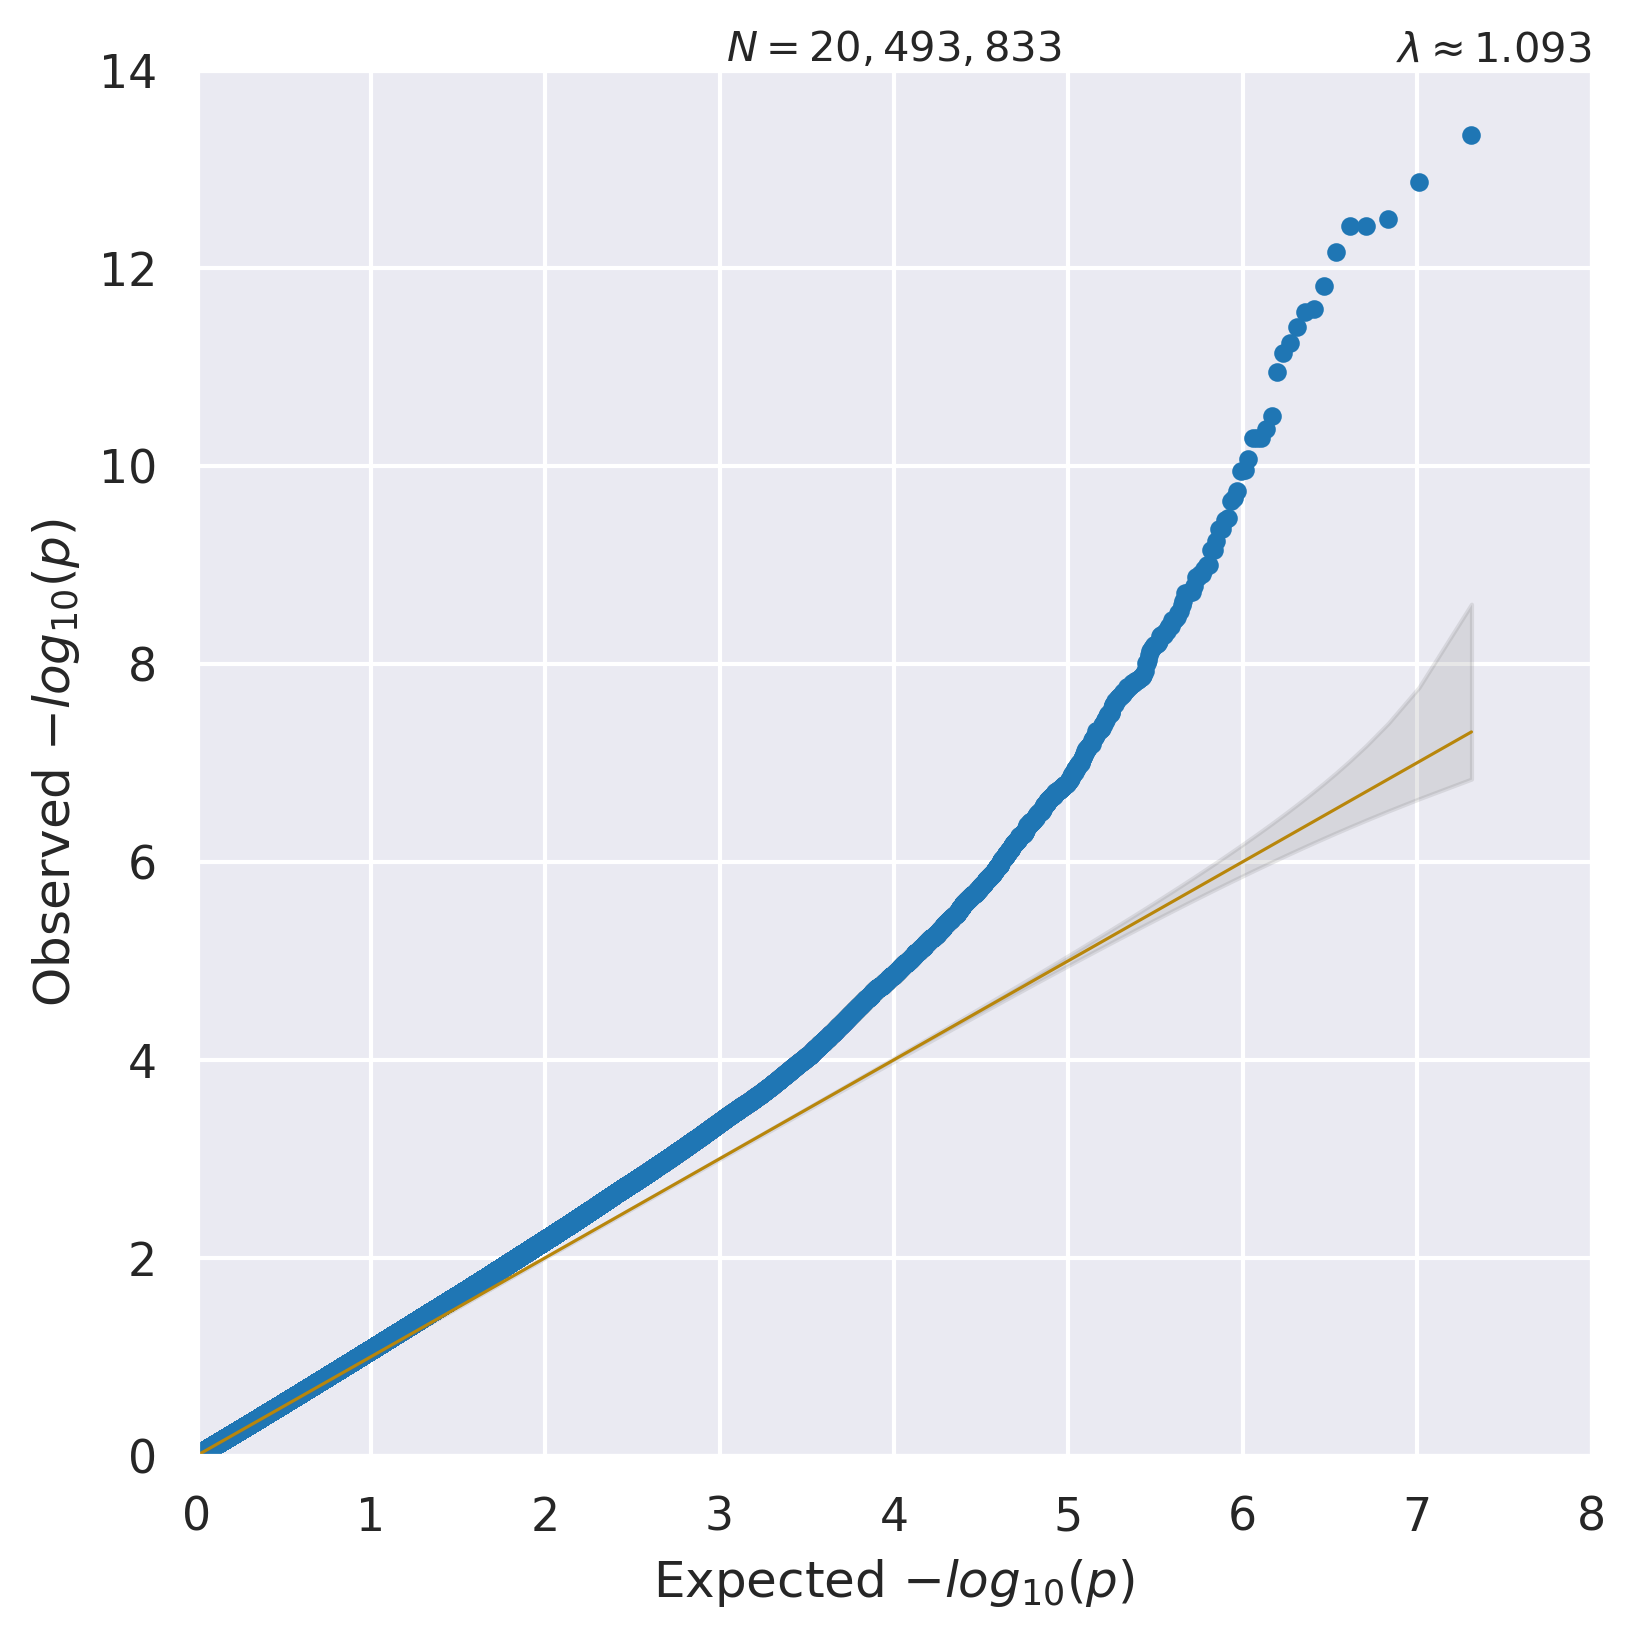 N = 20, 493, 833
λ ≈ 1.093
14
12
10
8
6
4
2
0
Observed −log₁₀(p)
0 1 2 3 4 5 6 7 8
Expected −log₁₀(p)